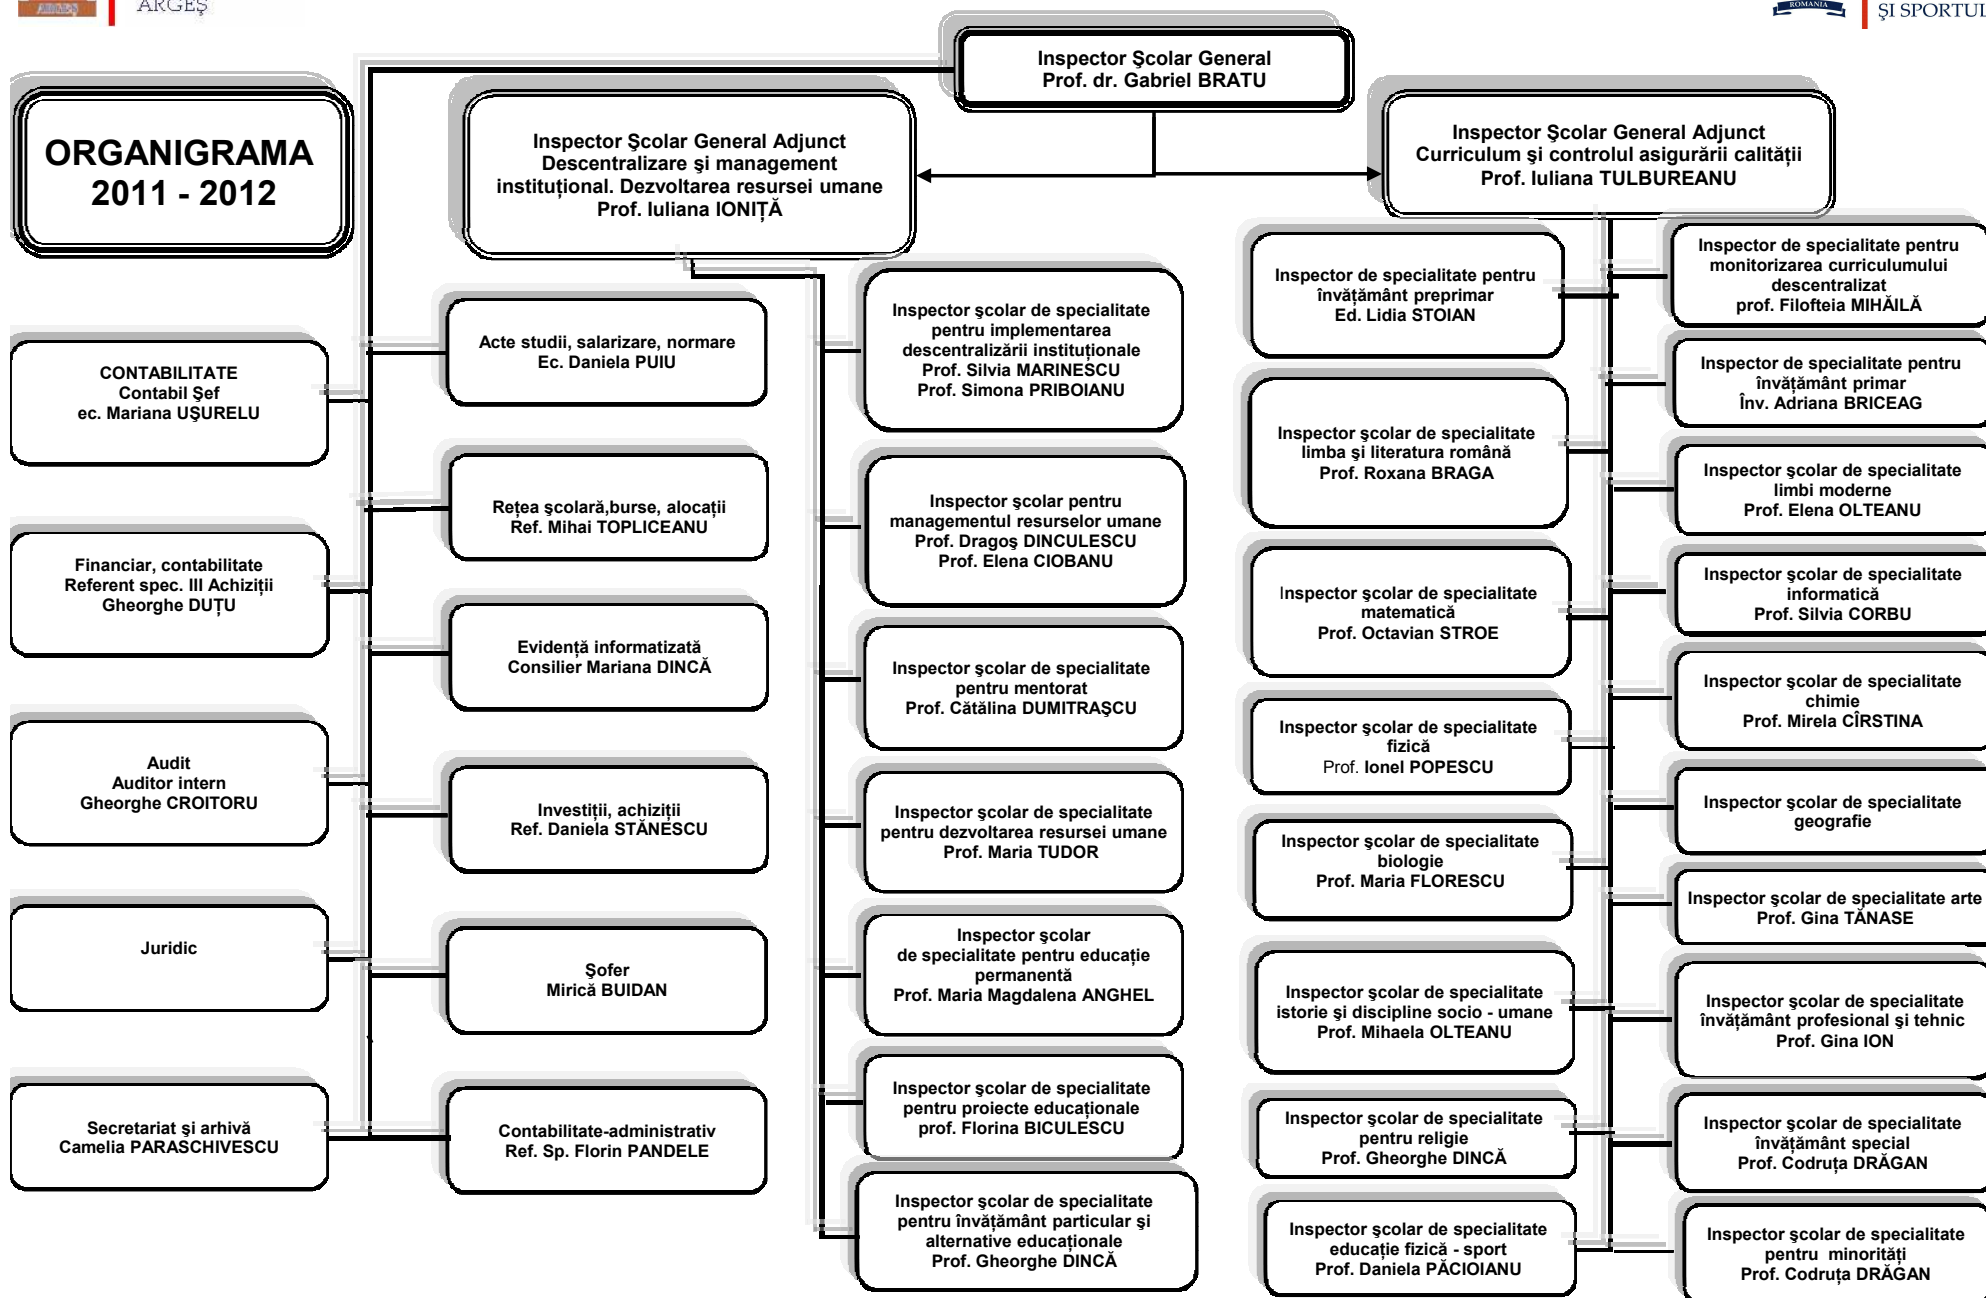 ARGEŞ
ROMANIA
ŞI SPORTUL
Inspector Şcolar General
Prof. dr. Gabriel BRATU
ORGANIGRAMA
2011 - 2012
Inspector Şcolar General Adjunct
Descentralizare şi management
instituţional. Dezvoltarea resursei umane
Prof. Iuliana IONIŢĂ
Inspector Şcolar General Adjunct
Curriculum şi controlul asigurării calităţii
Prof. Iuliana TULBUREANU
CONTABILITATE
Contabil Şef
ec. Mariana UŞURELU
Financiar, contabilitate
Referent spec. III Achiziţii
Gheorghe DUŢU
Audit
Auditor intern
Gheorghe CROITORU
Juridic
Secretariat şi arhivă
Camelia PARASCHIVESCU
Acte studii, salarizare, normare
Ec. Daniela PUIU
Reţea şcolară,burse, alocaţii
Ref. Mihai TOPLICEANU
Evidenţă informatizată
Consilier Mariana DINCĂ
Investiţii, achiziţii
Ref. Daniela STĂNESCU
Şofer
Mirică BUIDAN
Contabilitate-administrativ
Ref. Sp. Florin PANDELE
Inspector şcolar de specialitate
pentru implementarea
descentralizării instituţionale
Prof. Silvia MARINESCU
Prof. Simona PRIBOIANU
Inspector şcolar pentru
managementul resurselor umane
Prof. Dragoş DINCULESCU
Prof. Elena CIOBANU
Inspector şcolar de specialitate
pentru mentorat
Prof. Cătălina DUMITRAŞCU
Inspector şcolar de specialitate
pentru dezvoltarea resursei umane
Prof. Maria TUDOR
Inspector şcolar
de specialitate pentru educaţie
permanentă
Prof. Maria Magdalena ANGHEL
Inspector şcolar de specialitate
pentru proiecte educaţionale
prof. Florina BICULESCU
Inspector şcolar de specialitate
pentru învăţământ particular şi
alternative educaţionale
Prof. Gheorghe DINCĂ
Inspector de specialitate pentru
învăţământ preprimar
Ed. Lidia STOIAN
Inspector şcolar de specialitate
limba şi literatura română
Prof. Roxana BRAGA
Inspector şcolar de specialitate
matematică
Prof. Octavian STROE
Inspector şcolar de specialitate
fizică
Prof. Ionel POPESCU
Inspector şcolar de specialitate
biologie
Prof. Maria FLORESCU
Inspector şcolar de specialitate
istorie şi discipline socio - umane
Prof. Mihaela OLTEANU
Inspector şcolar de specialitate
pentru religie
Prof. Gheorghe DINCĂ
Inspector şcolar de specialitate
educaţie fizică - sport
Prof. Daniela PĂCIOIANU
Inspector de specialitate pentru
monitorizarea curriculumului
descentralizat
prof. Filofteia MIHĂILĂ
Inspector de specialitate pentru
învăţământ primar
Înv. Adriana BRICEAG
Inspector şcolar de specialitate
limbi moderne
Prof. Elena OLTEANU
Inspector şcolar de specialitate
informatică
Prof. Silvia CORBU
Inspector şcolar de specialitate
chimie
Prof. Mirela CÎRSTINA
Inspector şcolar de specialitate
geografie
Inspector şcolar de specialitate arte
Prof. Gina TĂNASE
Inspector şcolar de specialitate
învăţământ profesional şi tehnic
Prof. Gina ION
Inspector şcolar de specialitate
învăţământ special
Prof. Codruţa DRĂGAN
Inspector şcolar de specialitate
pentru minorităţi
Prof. Codruţa DRĂGAN